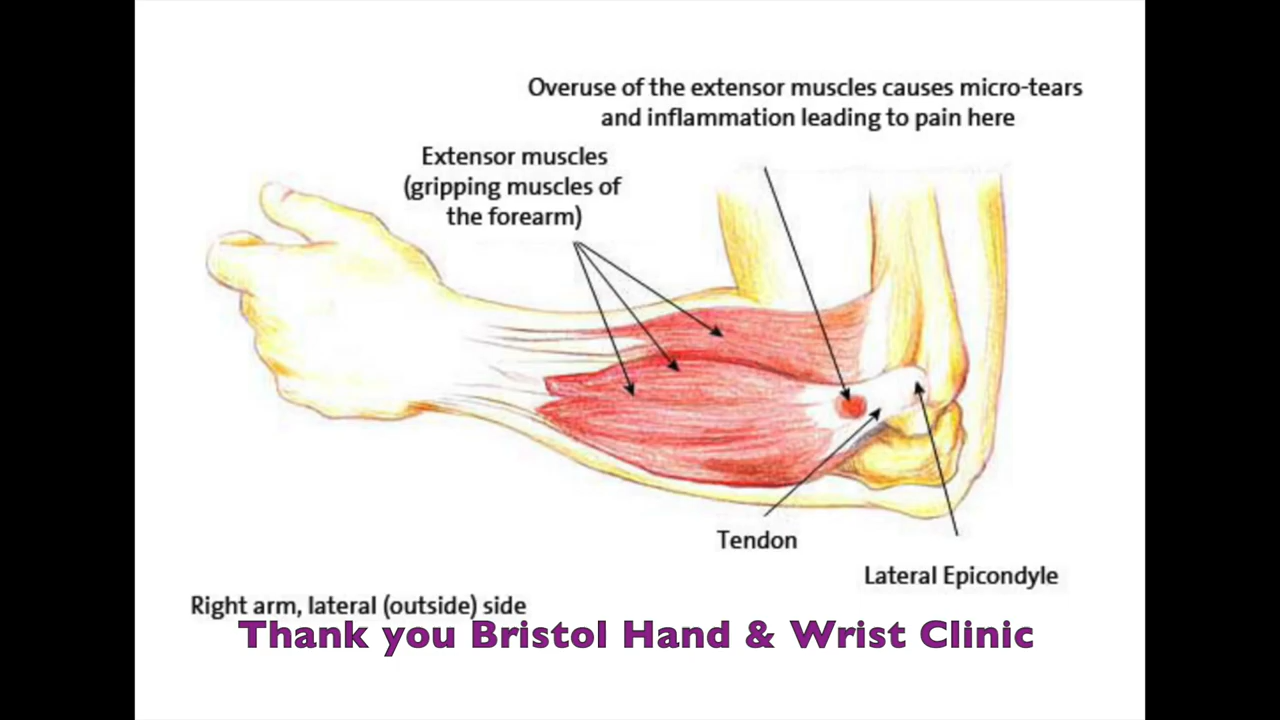 Overuse of the extensor muscles causes micro-tears
and inflammation leading to pain here
Extensor muscles
(gripping muscles of
the forearm)
Tendon
Lateral Epicondyle
Right arm, lateral (outside) side
Thank you Bristol Hand & Wrist Clinic